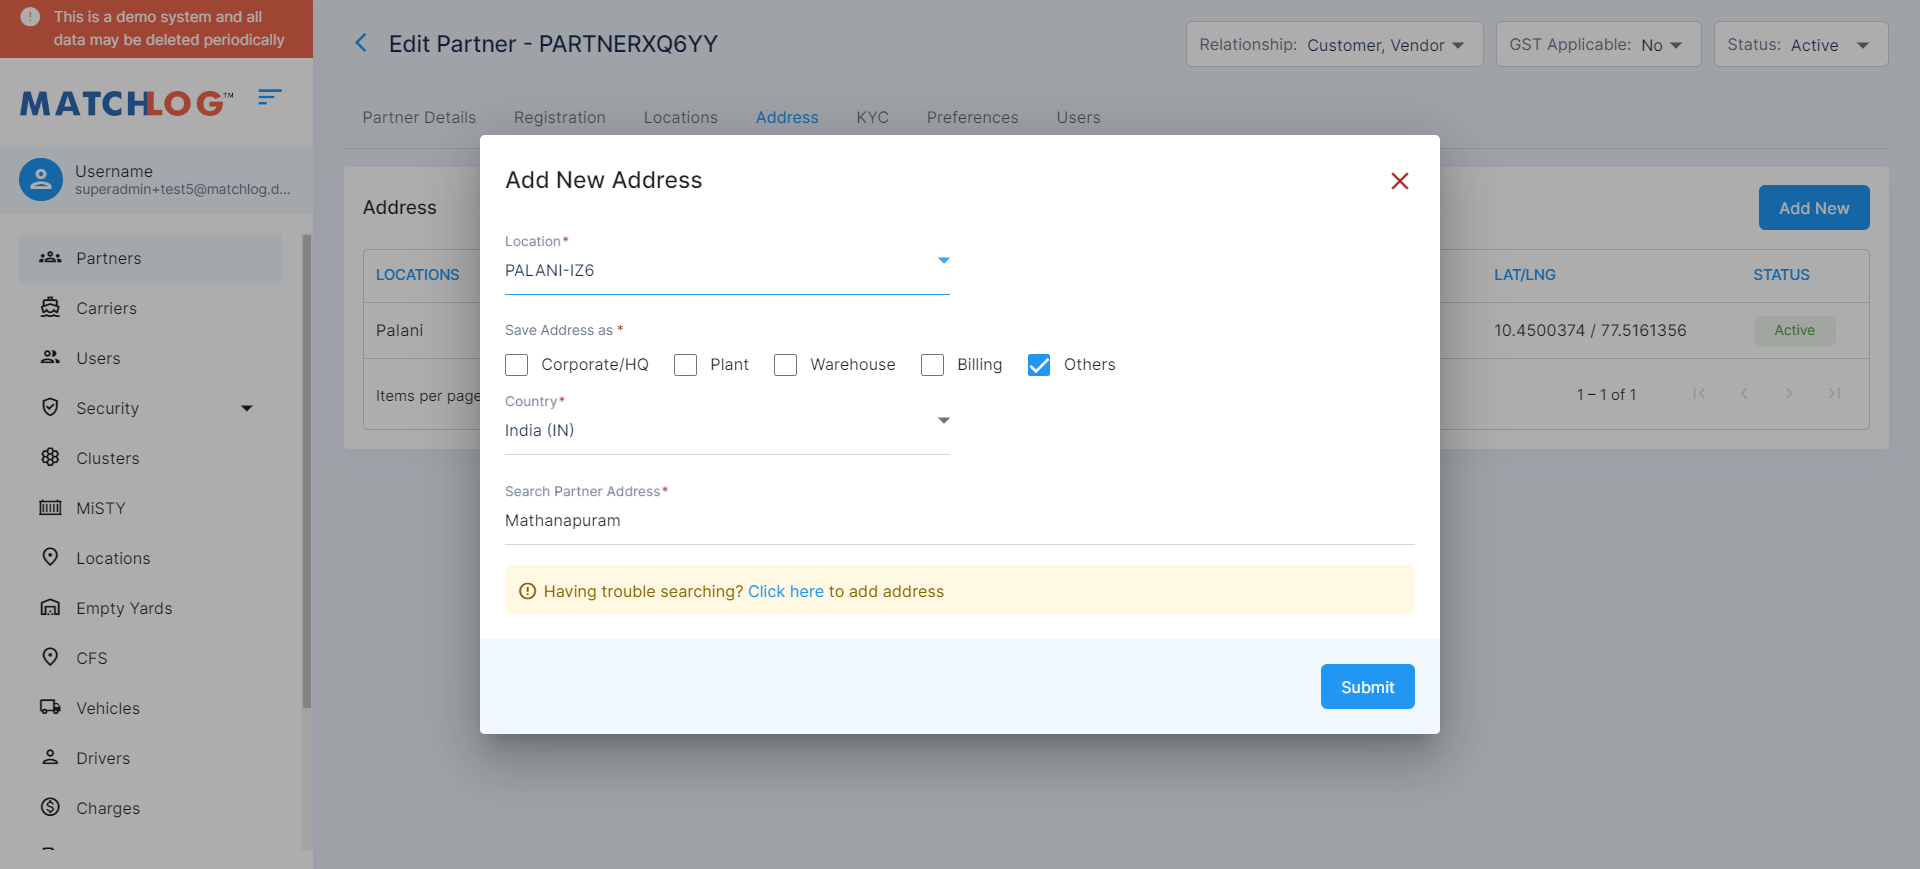 This is a demo system and all
data may be deleted periodically
MATCHLOG™
Username
superadmin+test5@matchlog.d...
Partners
Carriers
Users
Security
Clusters
MiSTY
Locations
Empty Yards
CFS
Vehicles
Drivers
Charges
Edit Partner - PARTNERXQ6YY
Relationship: Customer, Vendor
GST Applicable: No
Status: Active
Partner Details
Registration
Locations
Address
KYC
Preferences
Users
Address
Add New
LOCATIONS
LAT/LNG
STATUS
Palani
10.4500374 / 77.5161356
Active
Items per page
1 – 1 of 1
Add New Address
Location*
PALANI-IZ6
Save Address as *
Corporate/HQ
Plant
Warehouse
Billing
Others
Country*
India (IN)
Search Partner Address*
Mathanapuram
Having trouble searching? Click here to add address
Submit